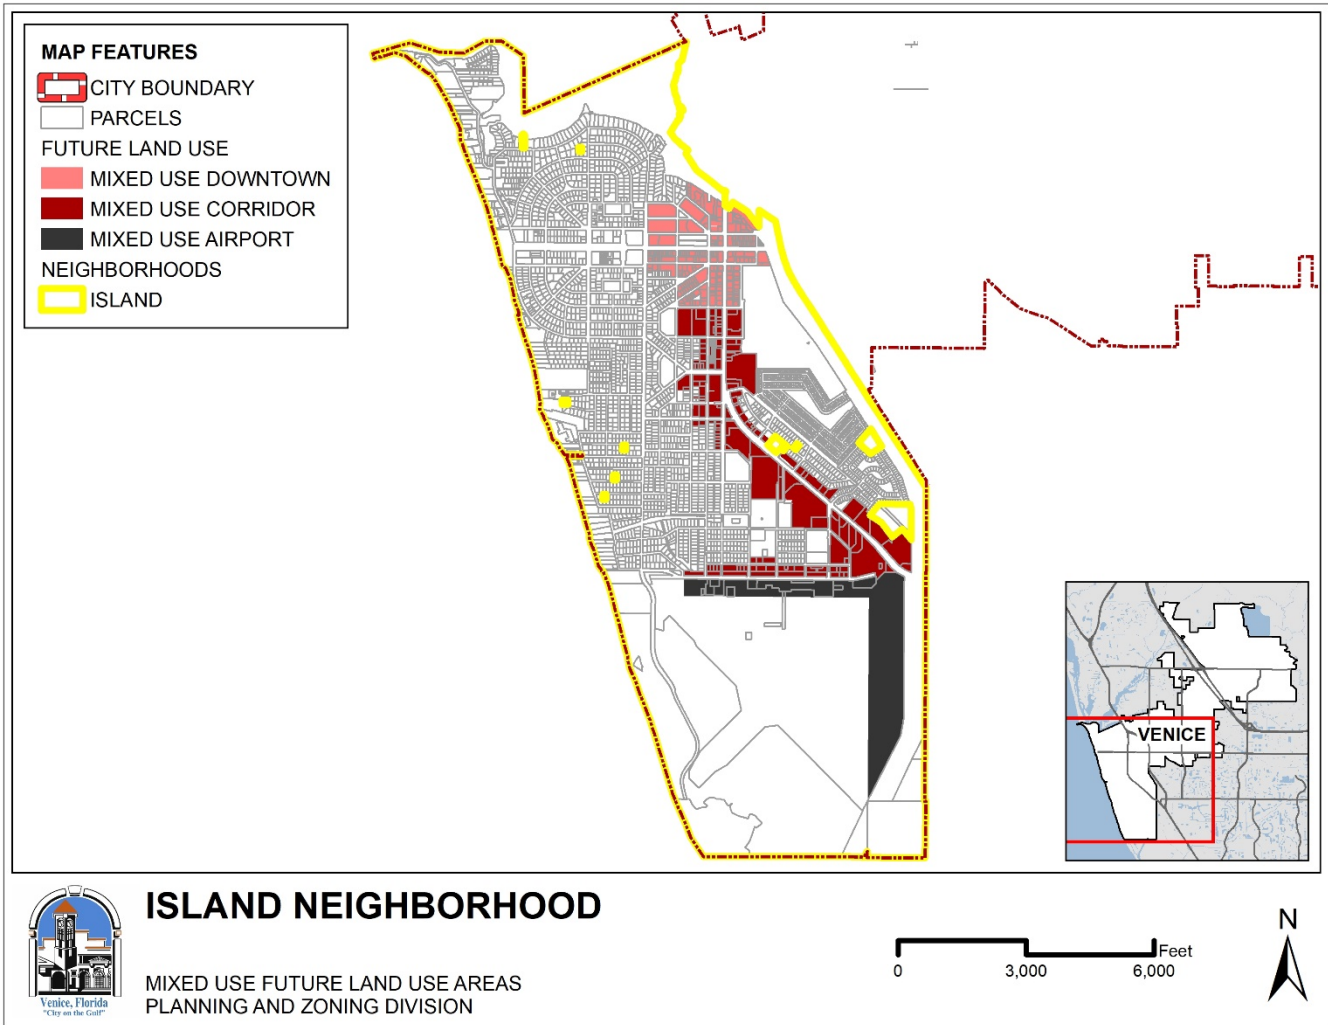 MAP FEATURES
CITY BOUNDARY
PARCELS
FUTURE LAND USE
MIXED USE DOWNTOWN
MIXED USE CORRIDOR
MIXED USE AIRPORT
NEIGHBORHOODS
ISLAND
VENICE
ISLAND NEIGHBORHOOD
MIXED USE FUTURE LAND USE AREAS
PLANNING AND ZONING DIVISION
Venice, Florida
"City on the Gulf"
Feet
0 3,000 6,000
N